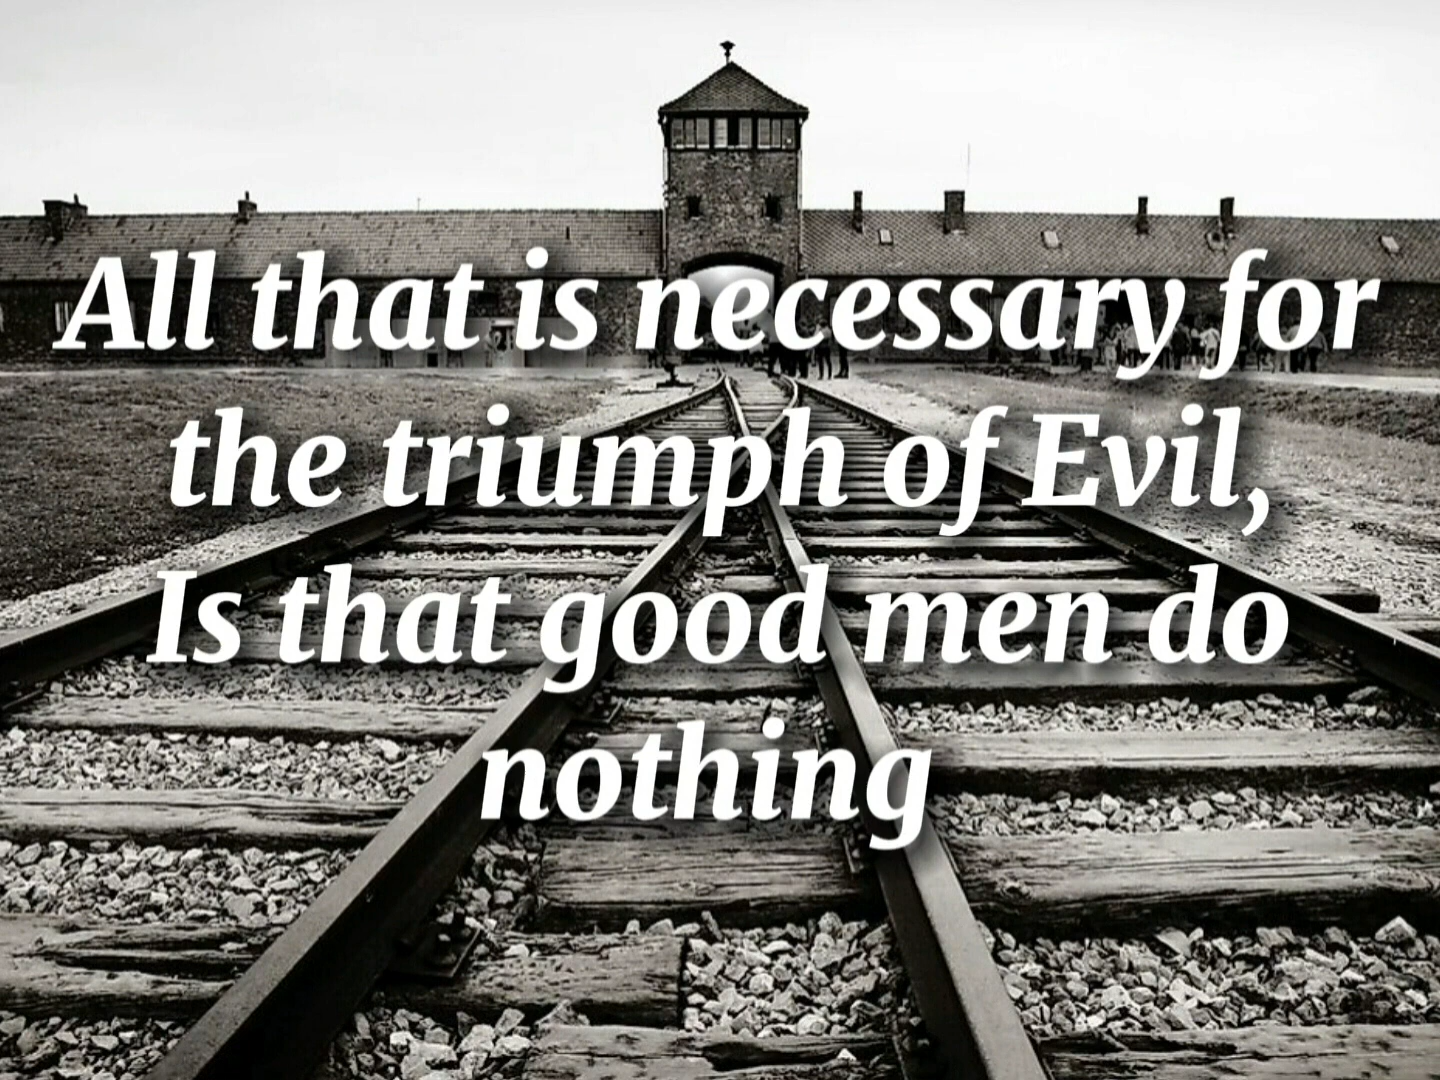 All that is necessary for
the triumph of Evil,
Is that good men do
nothing